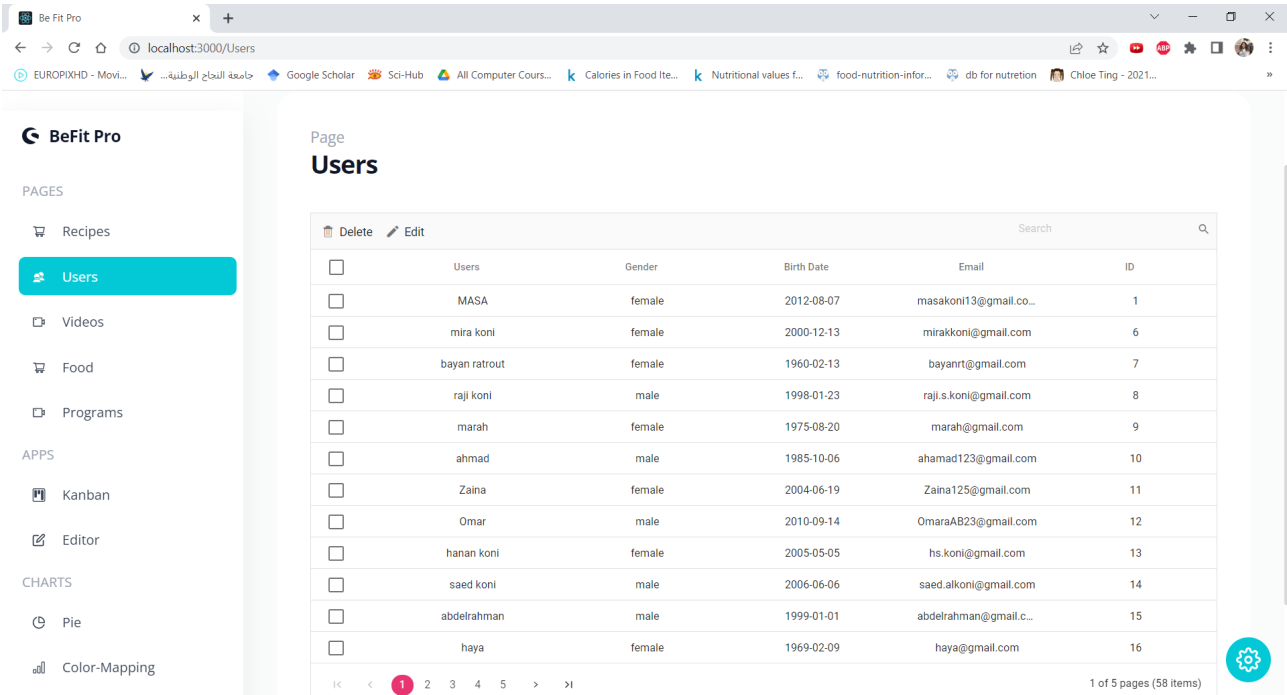 Be Fit Pro
localhost:3000/Users
EUROPIXHD - Movi... جامعة النجاح الوطنية... Google Scholar Sci-Hub All Computer Cours... Calories in Food Ite... Nutritional values f... food-nutrition-infor... db for nutretion Chloe Ting - 2021... »
BeFit Pro
PAGES
Recipes
Users
Videos
Food
Programs
APPS
Kanban
Editor
CHARTS
Pie
Color-Mapping
Page
Users
Delete Edit Search
Users Gender Birth Date Email ID
MASA female 2012-08-07 masakoni13@gmail.co... 1
mira koni female 2000-12-13 mirakkoni@gmail.com 6
bayan ratrout female 1960-02-13 bayanrt@gmail.com 7
raji koni male 1998-01-23 raji.s.koni@gmail.com 8
marah female 1975-08-20 marah@gmail.com 9
ahmad male 1985-10-06 ahamad123@gmail.com 10
Zaina female 2004-06-19 Zaina125@gmail.com 11
Omar male 2010-09-14 OmaraAB23@gmail.com 12
hanan koni female 2005-05-05 hs.koni@gmail.com 13
saed koni male 2006-06-06 saed.alkoni@gmail.com 14
abdelrahman male 1999-01-01 abdelrahman@gmail.c... 15
haya female 1969-02-09 haya@gmail.com 16
1 2 3 4 5 1 of 5 pages (58 items)
ABP